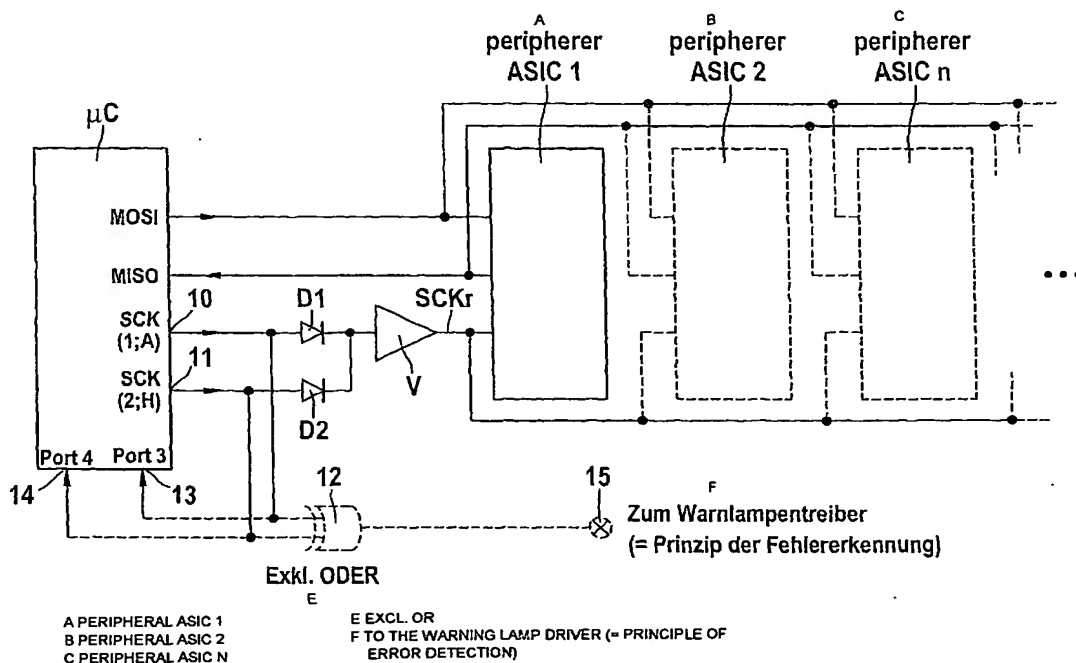 A
peripherer
ASIC 1
B
peripherer
ASIC 2
C
peripherer
ASIC n
µC
MOSI
MISO
SCK
(1;A)
10
SCK
(2;H)
11
D1
D2
V
SCKr
Port 4
Port 3
14
13
12
15
Exkl. ODER
E
F
Zum Warnlampentreiber
(= Prinzip der Fehlererkennung)
A PERIPHERAL ASIC 1
B PERIPHERAL ASIC 2
C PERIPHERAL ASIC N
E EXCL. OR
F TO THE WARNING LAMP DRIVER (= PRINCIPLE OF
ERROR DETECTION)